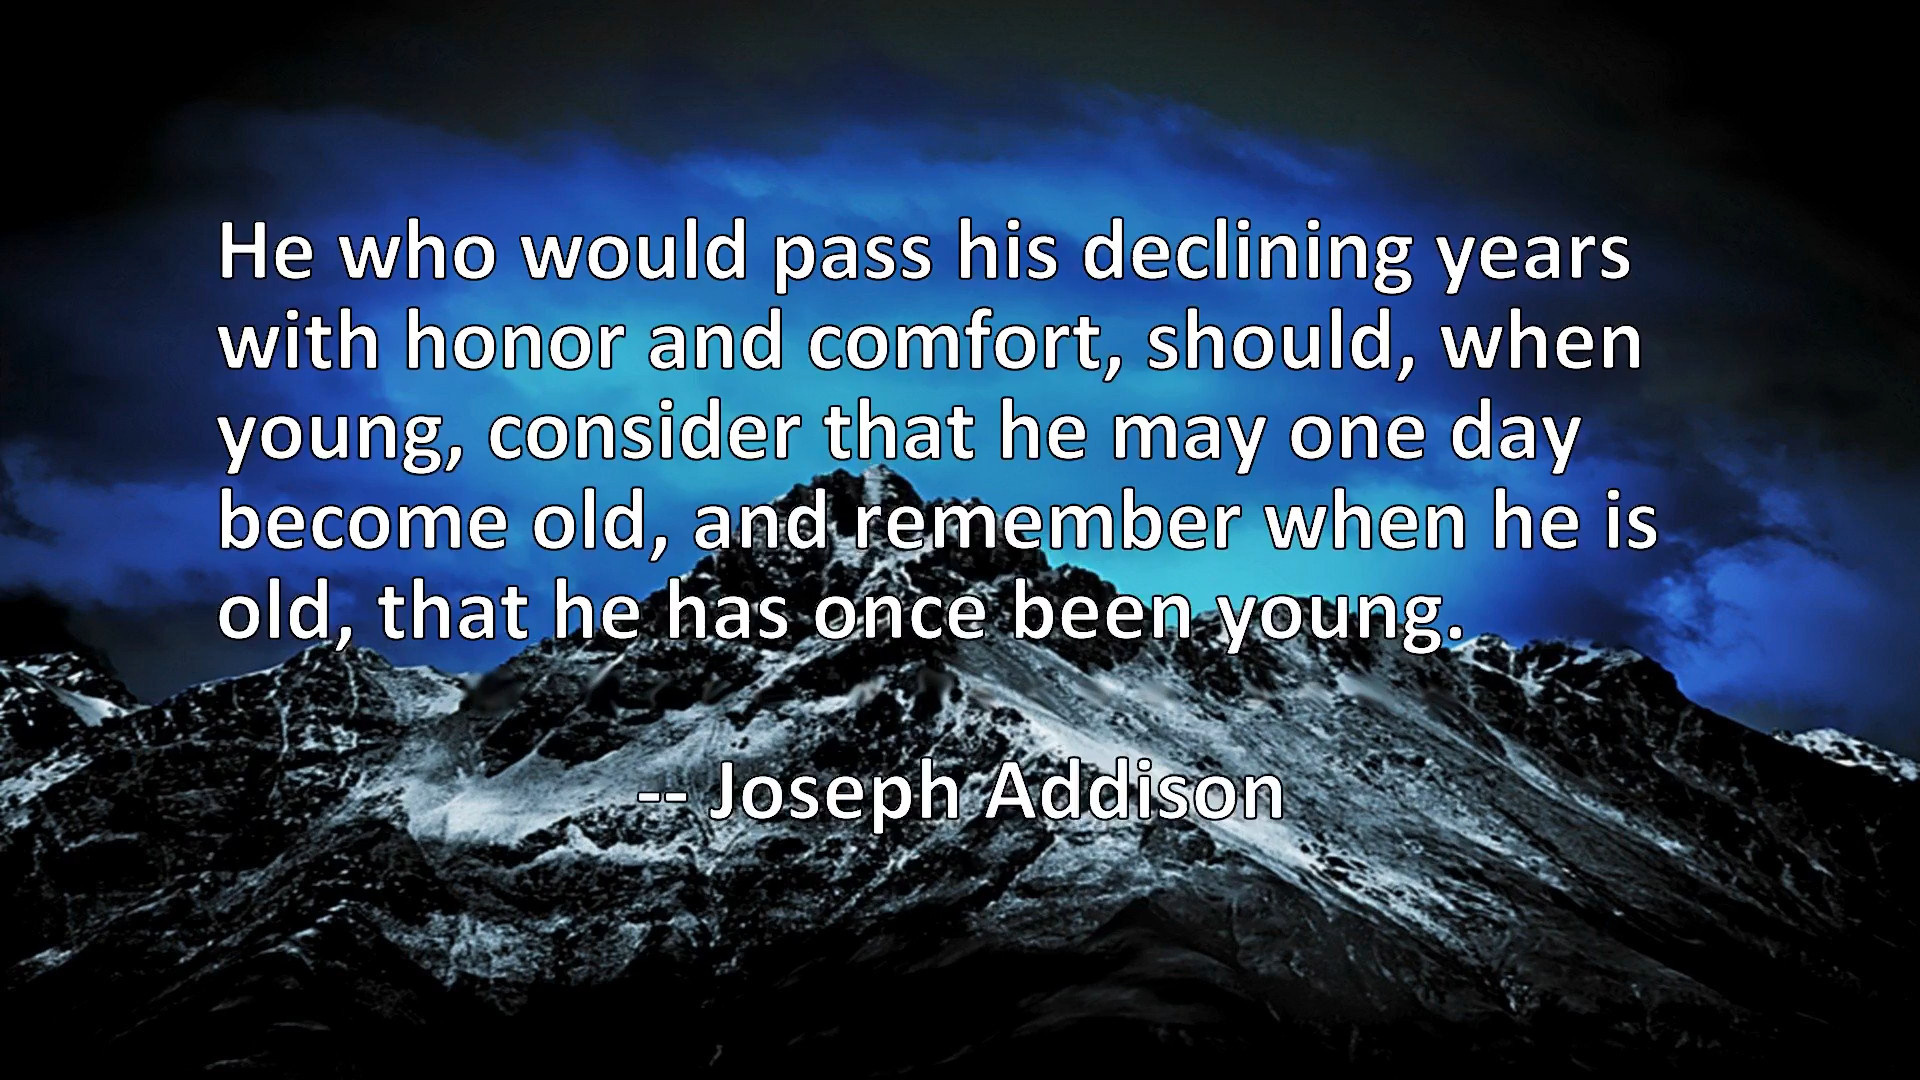 He who would pass his declining years
with honor and comfort, should, when
young, consider that he may one day
become old, and remember when he is
old, that he has once been young.
-- Joseph Addison